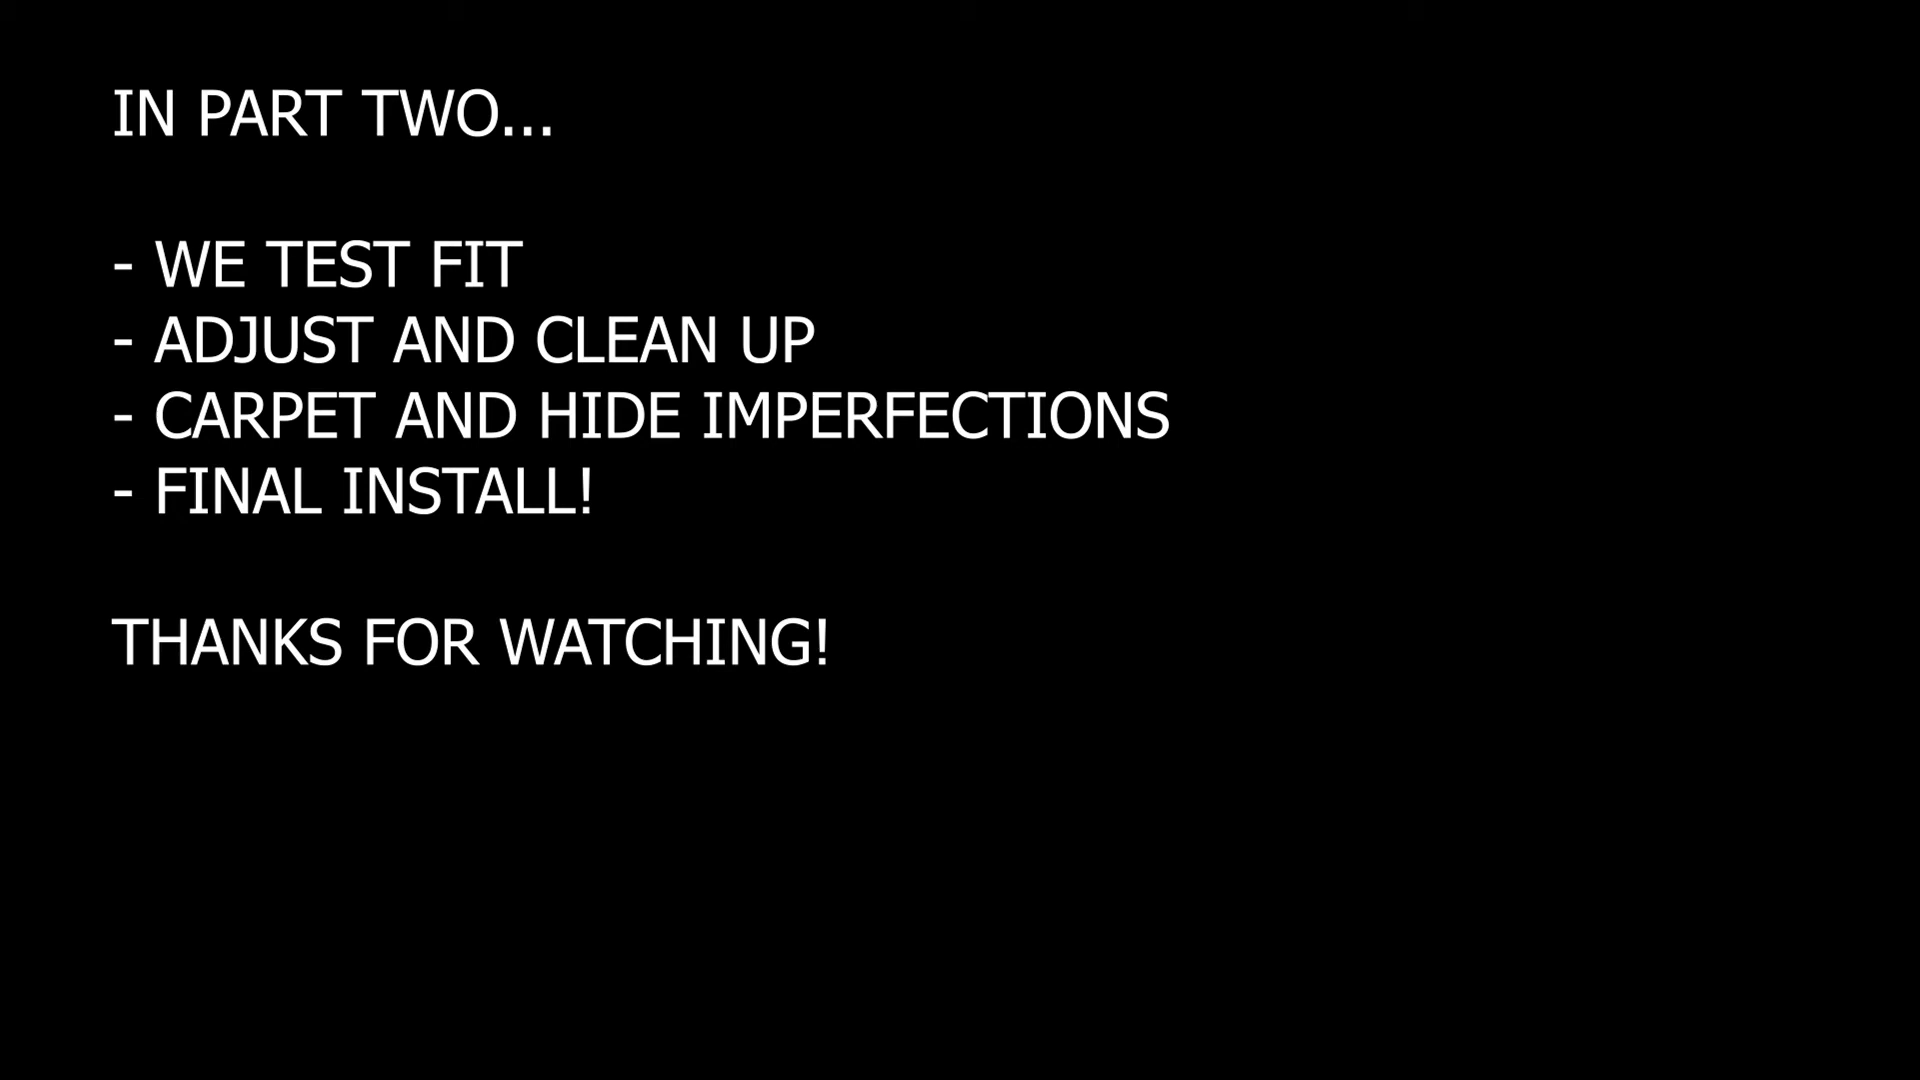 IN PART TWO...
- WE TEST FIT
- ADJUST AND CLEAN UP
- CARPET AND HIDE IMPERFECTIONS
- FINAL INSTALL!
THANKS FOR WATCHING!